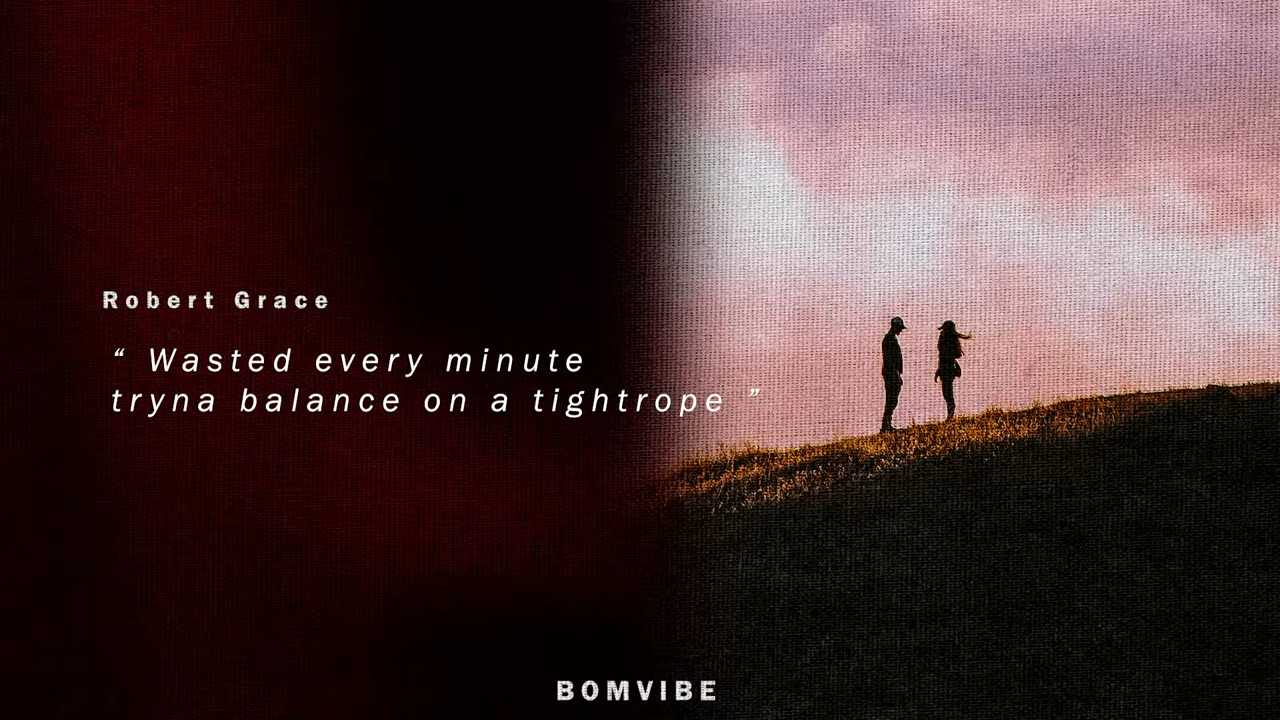 Robert Grace
“ Wasted every minute
tryna balance on a tightrope ”
BOMVIBE